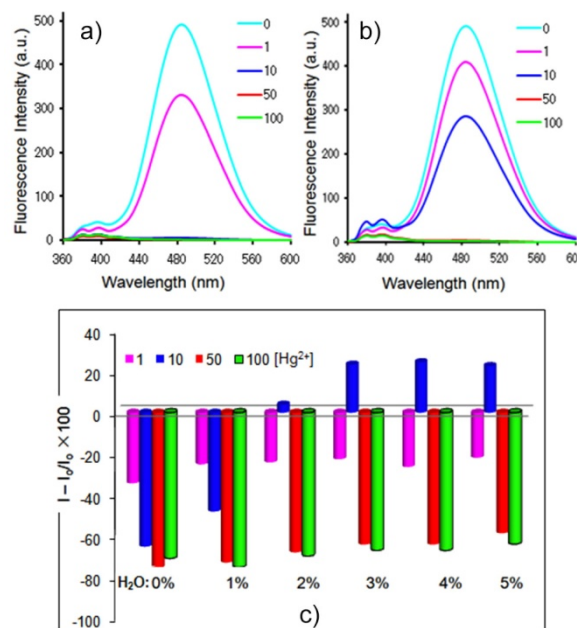 a)
b)
0
1
10
50
100
0
1
10
50
100
Fluorescence Intensity (a.u.)
500
400
300
200
100
0
360 400 440 480 520 560 600
Wavelength (nm)
Fluorescence Intensity (a.u.)
500
400
300
200
100
0
360 400 440 480 520 560 600
Wavelength (nm)
I – I₀/I₀ × 100
40
20
0
-20
-40
-60
-80
-100
1 10 50 100 [Hg²⁺]
H₂O: 0% 1% 2% 3% 4% 5%
c)